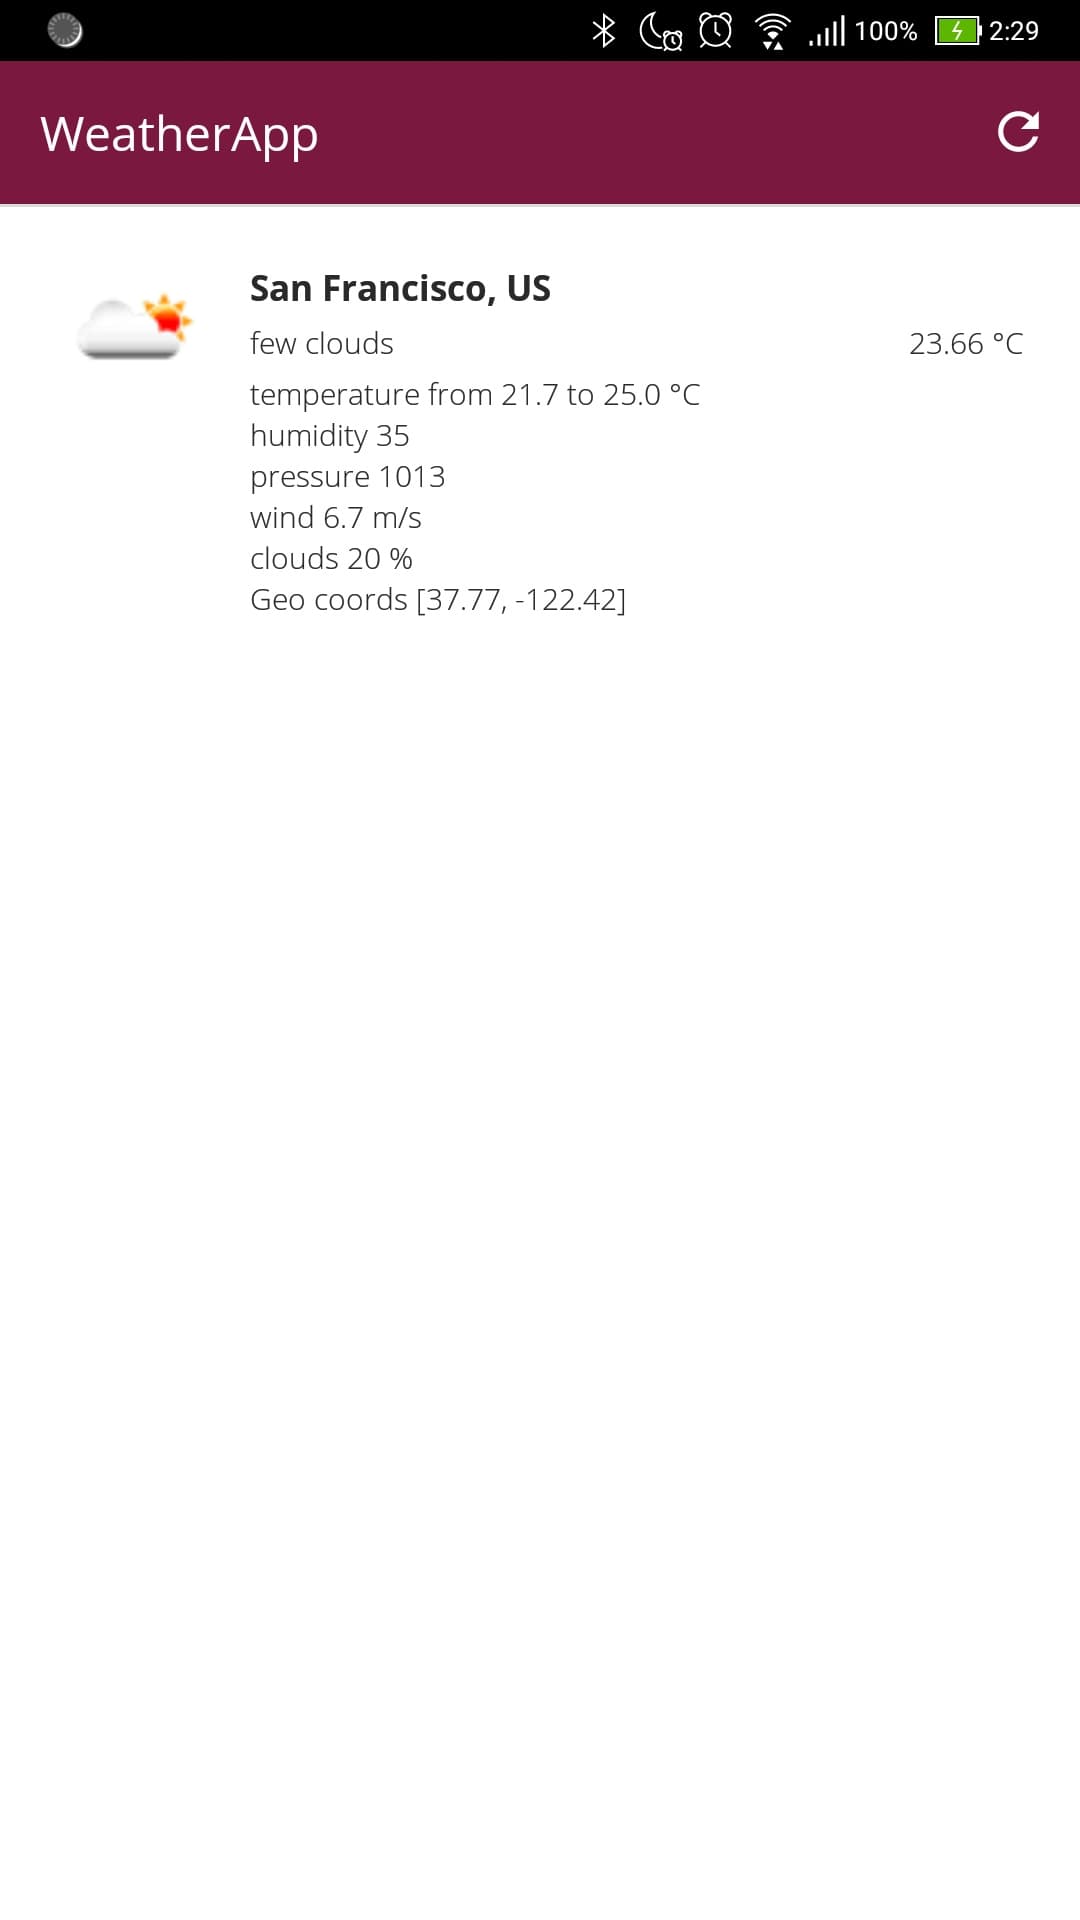 100% 2:29
WeatherApp
San Francisco, US
few clouds 23.66 °C
temperature from 21.7 to 25.0 °C
humidity 35
pressure 1013
wind 6.7 m/s
clouds 20 %
Geo coords [37.77, -122.42]